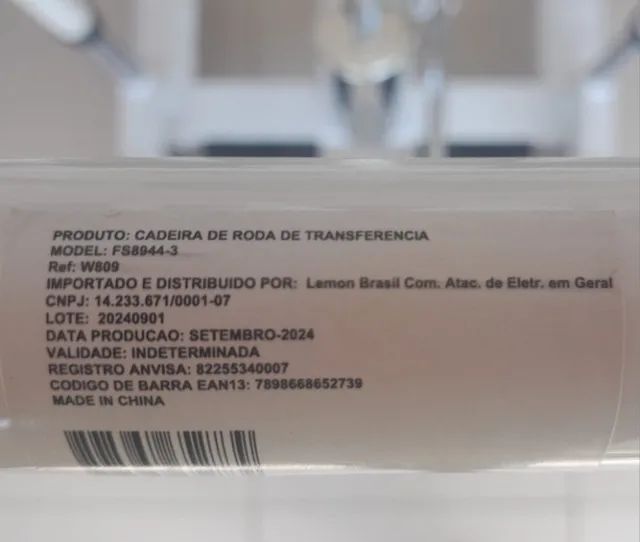 PRODUTO: CADEIRA DE RODA DE TRANSFERENCIA
MODEL: FS8944-3
Ref: W809
IMPORTADO E DISTRIBUIDO POR: Lemon Brasil Com. Atac. de Eletr. em Geral
CNPJ: 14.233.671/0001-07
LOTE: 20240901
DATA PRODUCAO: SETEMBRO-2024
VALIDADE: INDETERMINADA
REGISTRO ANVISA: 82255340007
CODIGO DE BARRA EAN13: 7898668652739
MADE IN CHINA